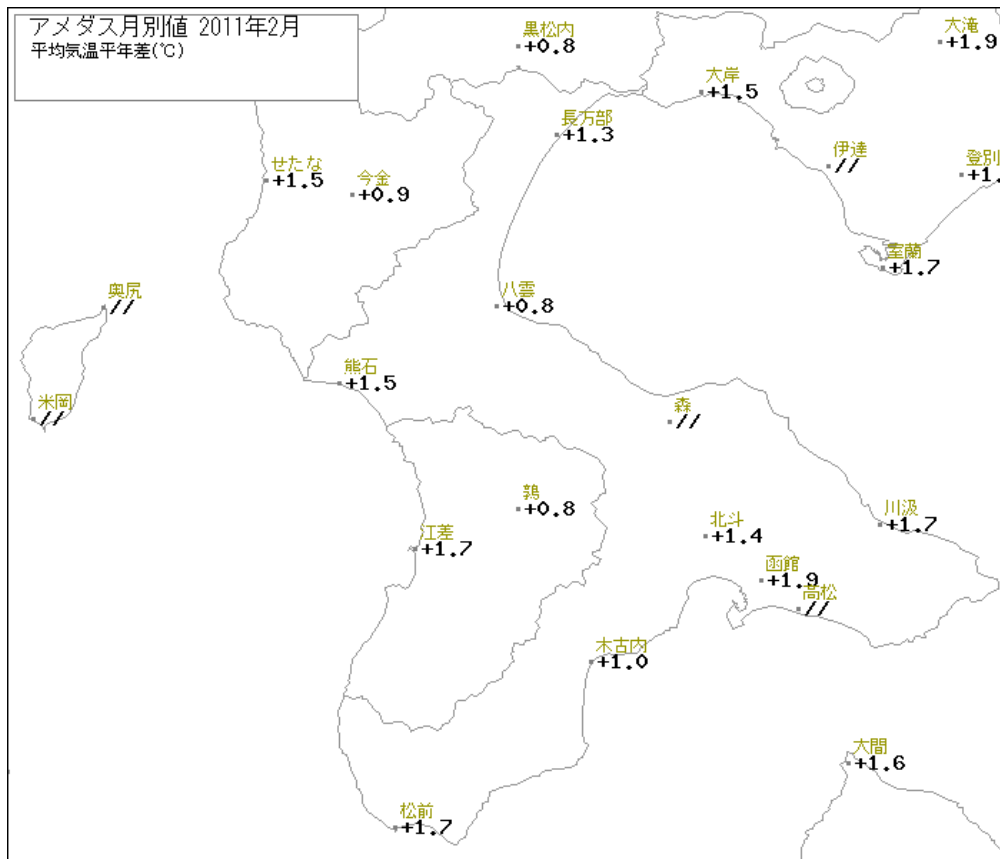 アメダス月別値 2011年2月
平均気温平年差(℃)
黒松内
+0.8
大滝
+1.9
大岸
+1.5
長万部
+1.3
伊達
//
登別
+1.
せたな
+1.5
今金
+0.9
室蘭
+1.7
奥尻
//
八雲
+0.8
熊石
+1.5
米岡
//
森
//
鶉
+0.8
川汲
+1.7
北斗
+1.4
江差
+1.7
函館
+1.9
高松
//
木古内
+1.0
大間
+1.6
松前
+1.7